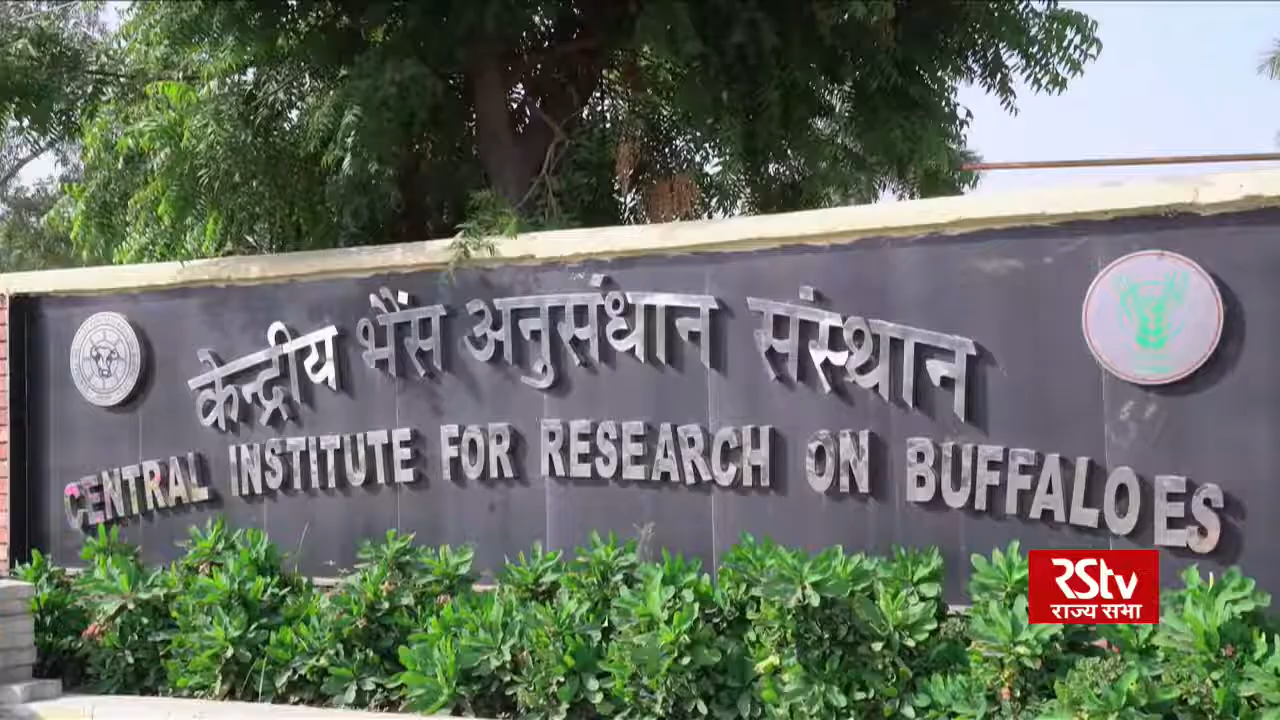 केन्द्रीय भैंस अनुसंधान संस्थान
CENTRAL INSTITUTE FOR RESEARCH ON BUFFALOES
RStv
राज्य सभा